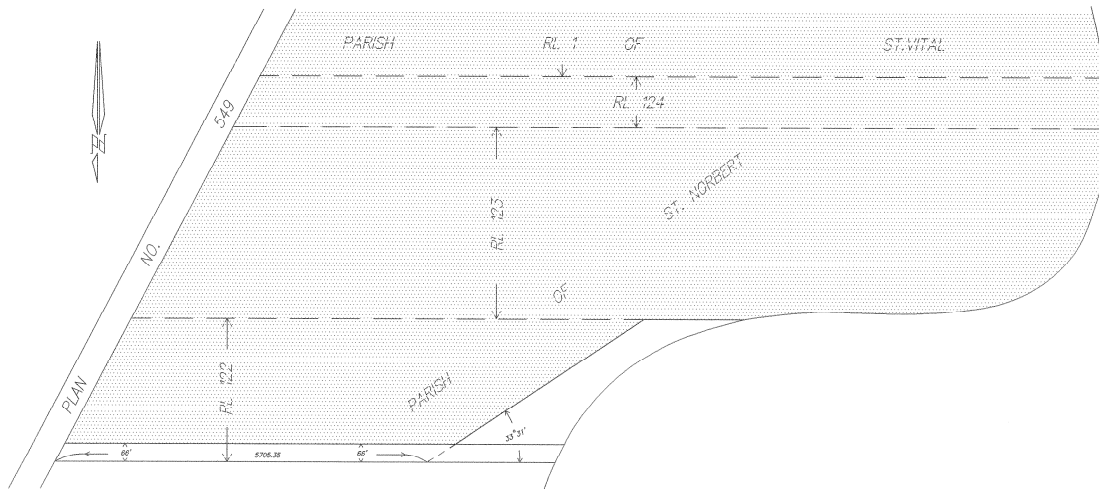 PARISH RL 1 OF ST.VITAL
RL 124
PLAN NO. 549
RL 123
PARISH OF ST. NORBERT
RL 122
33°31'
66' 5705.35 66'
N